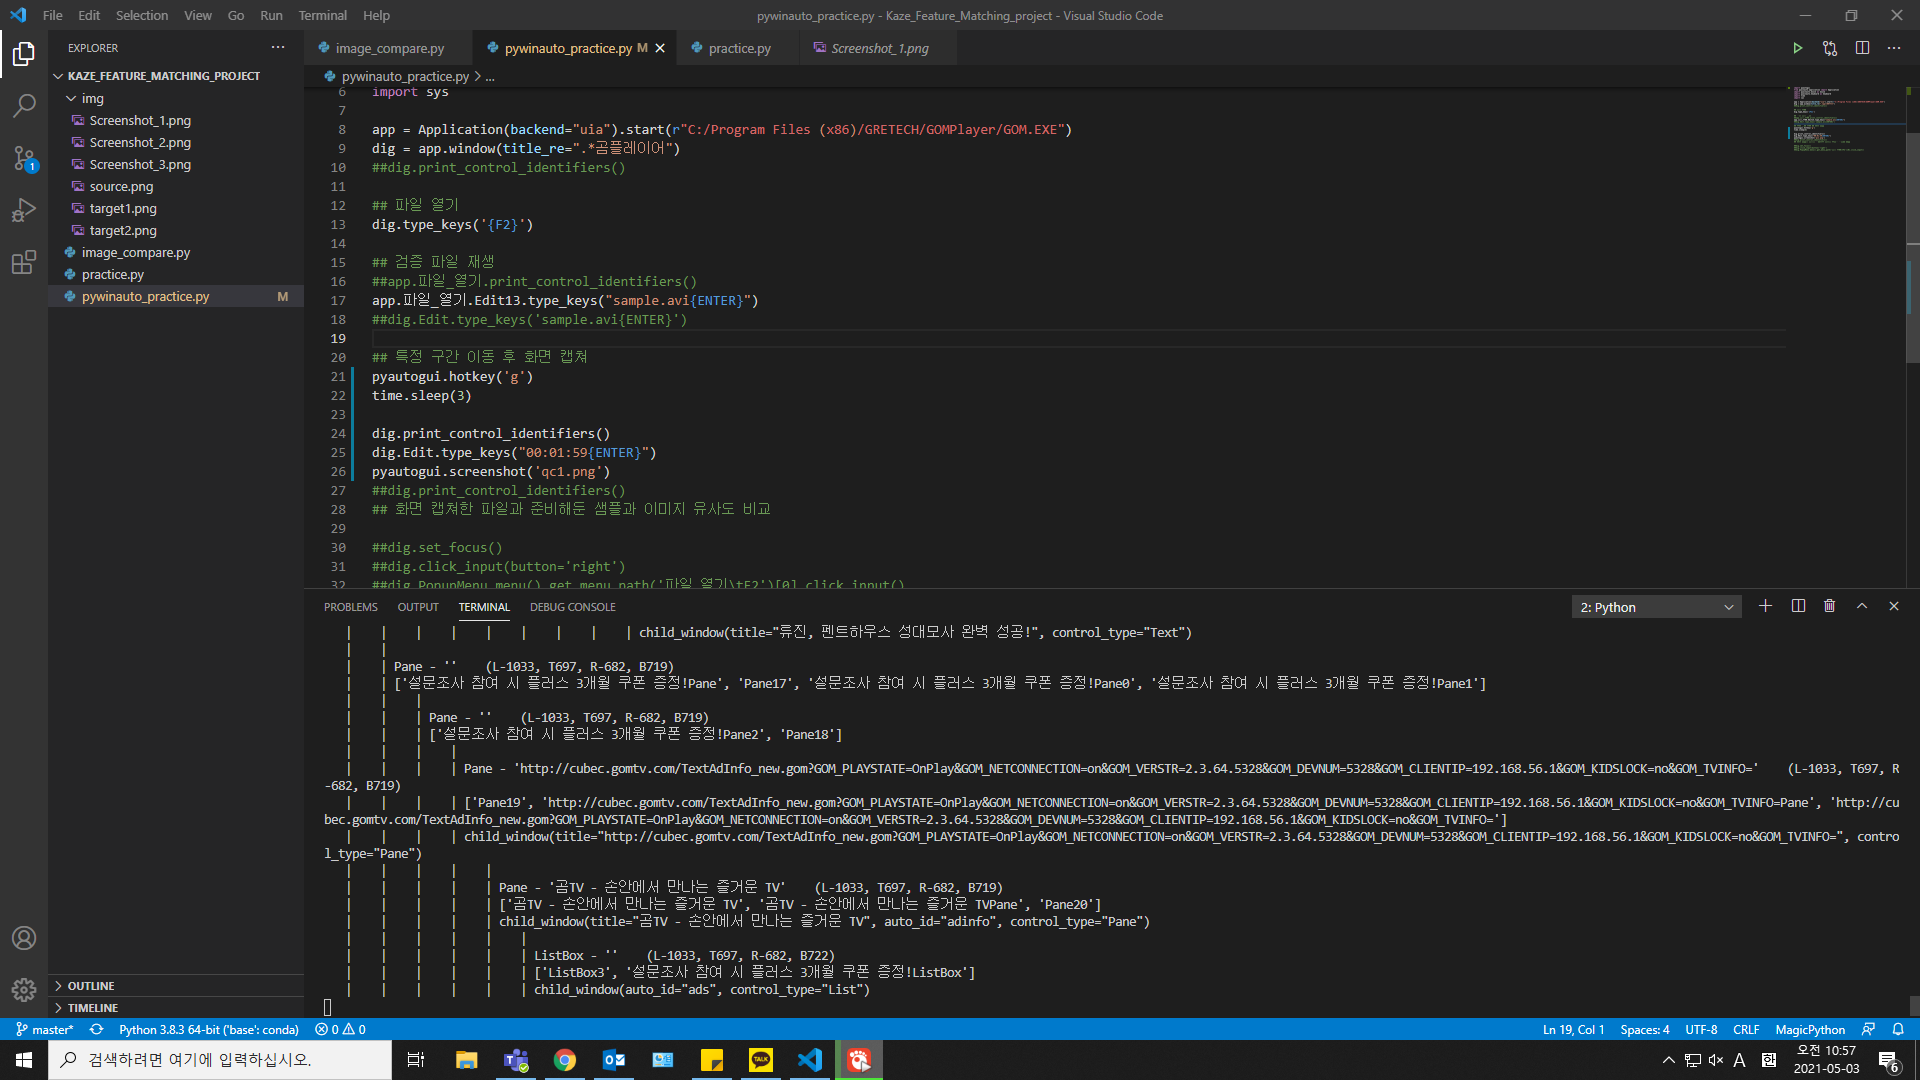 File Edit Selection View Go Run Terminal Help
pywinauto_practice.py - Kaze_Feature_Matching_project - Visual Studio Code
EXPLORER
KAZE_FEATURE_MATCHING_PROJECT
img
Screenshot_1.png
Screenshot_2.png
Screenshot_3.png
source.png
target1.png
target2.png
image_compare.py
practice.py
pywinauto_practice.py M
OUTLINE
TIMELINE
image_compare.py pywinauto_practice.py M practice.py Screenshot_1.png
pywinauto_practice.py > ...
6 import sys
7
8 app = Application(backend="uia").start(r"C:/Program Files (x86)/GRETECH/GOMPlayer/GOM.EXE")
9 dig = app.window(title_re=".*곰플레이어")
10 ##dig.print_control_identifiers()
11
12 ## 파일 열기
13 dig.type_keys('{F2}')
14
15 ## 검증 파일 재생
16 ##app.파일_열기.print_control_identifiers()
17 app.파일_열기.Edit13.type_keys("sample.avi{ENTER}")
18 ##dig.Edit.type_keys('sample.avi{ENTER}')
19
20 ## 특정 구간 이동 후 화면 캡쳐
21 pyautogui.hotkey('g')
22 time.sleep(3)
23
24 dig.print_control_identifiers()
25 dig.Edit.type_keys("00:01:59{ENTER}")
26 pyautogui.screenshot('qc1.png')
27 ##dig.print_control_identifiers()
28 ## 화면 캡쳐한 파일과 준비해둔 샘플과 이미지 유사도 비교
29
30 ##dig.set_focus()
31 ##dig.click_input(button='right')
32 ##dig.PopupMenu.menu().get_menu_path('파일 열기\tF2')[0].click_input()
PROBLEMS OUTPUT TERMINAL DEBUG CONSOLE 2: Python
| | | | | | | | | child_window(title="류진, 펜트하우스 성대모사 완벽 성공!", control_type="Text")
| |
| | Pane - '' (L-1033, T697, R-682, B719)
| | ['설문조사 참여 시 플러스 3개월 쿠폰 증정!Pane', 'Pane17', '설문조사 참여 시 플러스 3개월 쿠폰 증정!Pane0', '설문조사 참여 시 플러스 3개월 쿠폰 증정!Pane1']
| | |
| | | Pane - '' (L-1033, T697, R-682, B719)
| | | ['설문조사 참여 시 플러스 3개월 쿠폰 증정!Pane2', 'Pane18']
| | | |
| | | | Pane - 'http://cubec.gomtv.com/TextAdInfo_new.gom?GOM_PLAYSTATE=OnPlay&GOM_NETCONNECTION=on&GOM_VERSTR=2.3.64.5328&GOM_DEVNUM=5328&GOM_CLIENTIP=192.168.56.1&GOM_KIDSLOCK=no&GOM_TVINFO=' (L-1033, T697, R
-682, B719)
| | | | ['Pane19', 'http://cubec.gomtv.com/TextAdInfo_new.gom?GOM_PLAYSTATE=OnPlay&GOM_NETCONNECTION=on&GOM_VERSTR=2.3.64.5328&GOM_DEVNUM=5328&GOM_CLIENTIP=192.168.56.1&GOM_KIDSLOCK=no&GOM_TVINFO=Pane', 'http://cu
bec.gomtv.com/TextAdInfo_new.gom?GOM_PLAYSTATE=OnPlay&GOM_NETCONNECTION=on&GOM_VERSTR=2.3.64.5328&GOM_DEVNUM=5328&GOM_CLIENTIP=192.168.56.1&GOM_KIDSLOCK=no&GOM_TVINFO=']
| | | | child_window(title="http://cubec.gomtv.com/TextAdInfo_new.gom?GOM_PLAYSTATE=OnPlay&GOM_NETCONNECTION=on&GOM_VERSTR=2.3.64.5328&GOM_DEVNUM=5328&GOM_CLIENTIP=192.168.56.1&GOM_KIDSLOCK=no&GOM_TVINFO=", contro
l_type="Pane")
| | | | |
| | | | | Pane - '곰TV - 손안에서 만나는 즐거운 TV' (L-1033, T697, R-682, B719)
| | | | | ['곰TV - 손안에서 만나는 즐거운 TV', '곰TV - 손안에서 만나는 즐거운 TVPane', 'Pane20']
| | | | | child_window(title="곰TV - 손안에서 만나는 즐거운 TV", auto_id="adinfo", control_type="Pane")
| | | | | |
| | | | | | ListBox - '' (L-1033, T697, R-682, B722)
| | | | | | ['ListBox3', '설문조사 참여 시 플러스 3개월 쿠폰 증정!ListBox']
| | | | | | child_window(auto_id="ads", control_type="List")
master* Python 3.8.3 64-bit ('base': conda) 0 0 Ln 19, Col 1 Spaces: 4 UTF-8 CRLF MagicPython
검색하려면 여기에 입력하십시오.
TALK
A 한
오전 10:57
2021-05-03
6
1